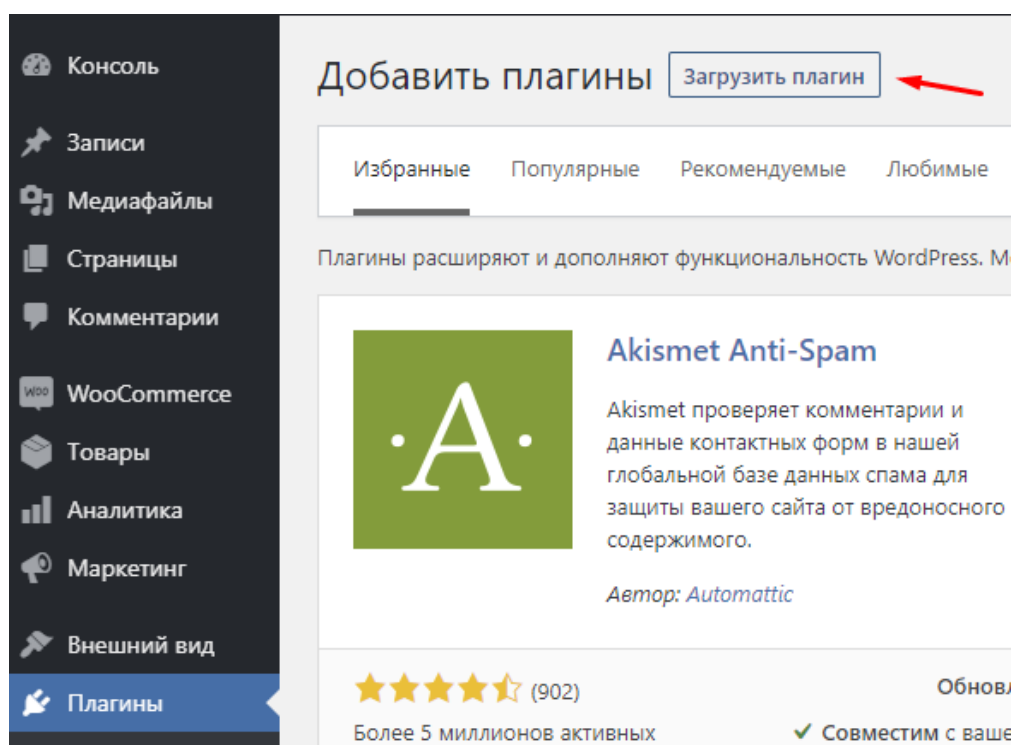 Консоль
Записи
Медиафайлы
Страницы
Комментарии
WooCommerce
Товары
Аналитика
Маркетинг
Внешний вид
Плагины
Добавить плагины Загрузить плагин
Избранные Популярные Рекомендуемые Любимые
Плагины расширяют и дополняют функциональность WordPress.
A
Akismet Anti-Spam
Akismet проверяет комментарии и
данные контактных форм в нашей
глобальной базе данных спама для
защиты вашего сайта от вредоносного
содержимого.
Автор: Automattic
(902)
Обновл
Более 5 миллионов активных
Совместим с ваше